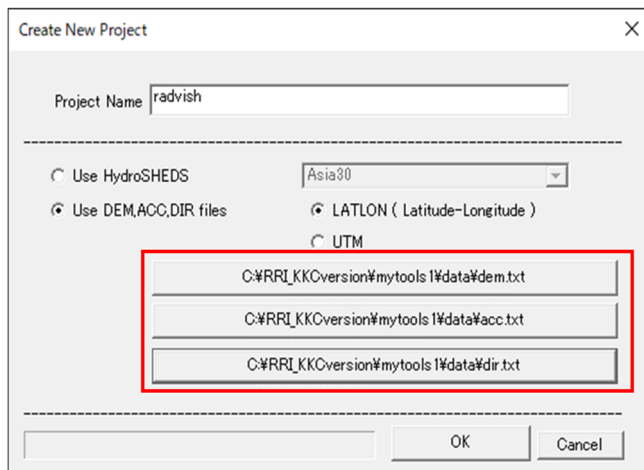 Create New Project
Project Name radvish
Use HydroSHEDS Asia30
Use DEM,ACC,DIR files LATLON ( Latitude-Longitude )
UTM
C:¥RRI_KKCversion¥mytools1¥data¥dem.txt
C:¥RRI_KKCversion¥mytools1¥data¥acc.txt
C:¥RRI_KKCversion¥mytools1¥data¥dir.txt
OK Cancel